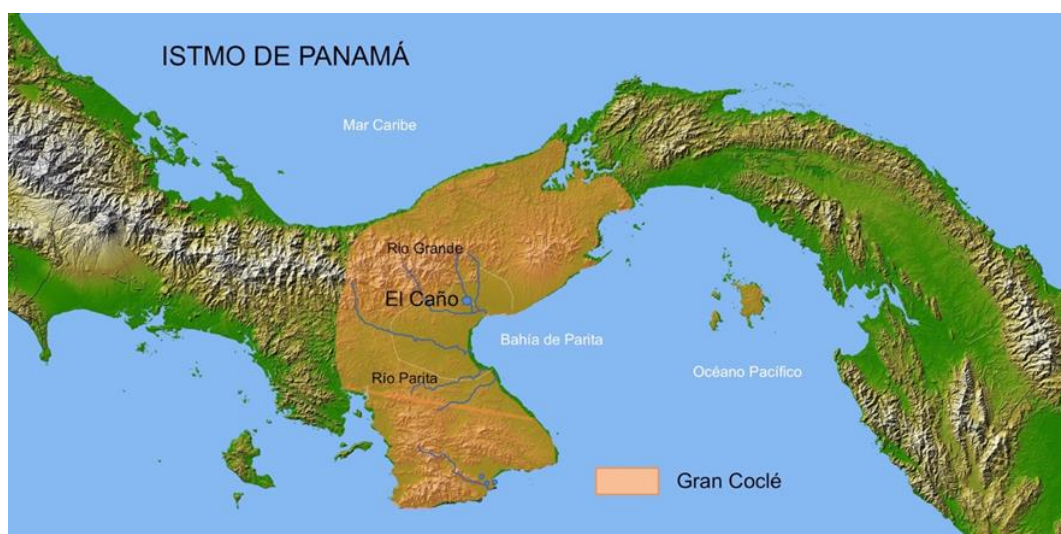 ISTMO DE PANAMÁ
Mar Caribe
Río Grande
El Caño
Bahía de Parita
Océano Pacífico
Río Parita
Gran Coclé